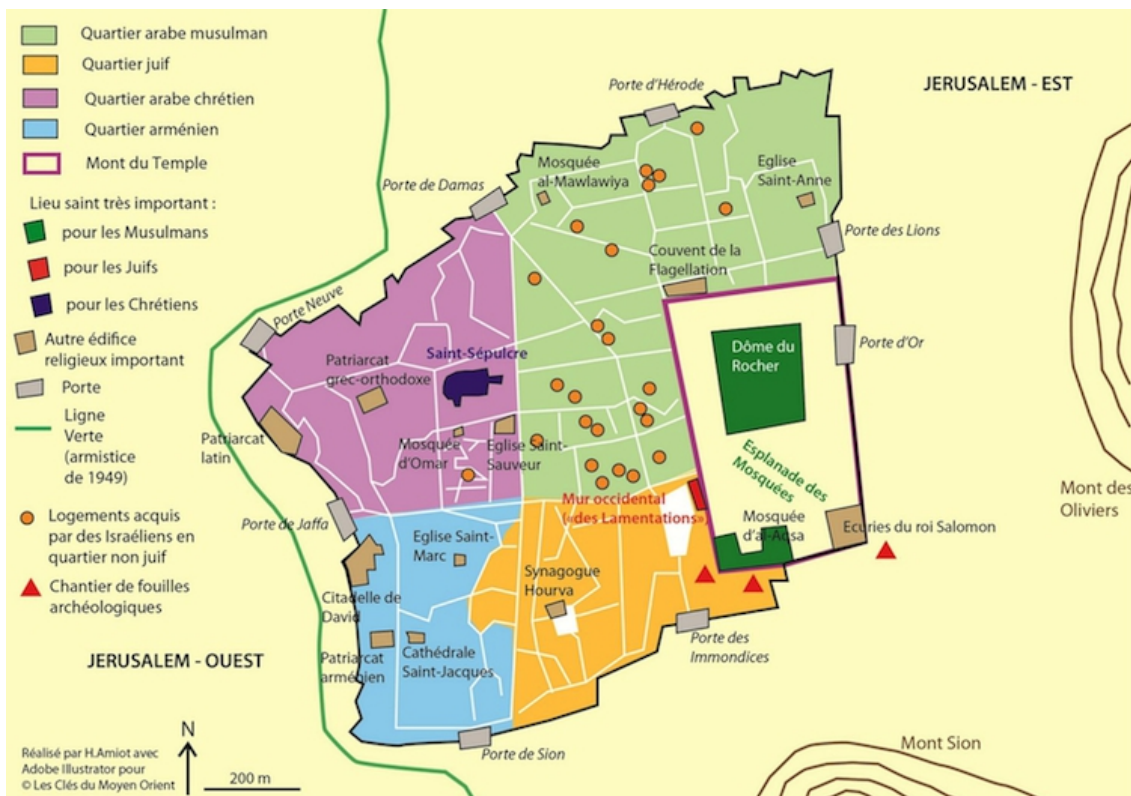 Quartier arabe musulman
Quartier juif
Quartier arabe chrétien
Quartier arménien
Mont du Temple
Lieu saint très important :
pour les Musulmans
pour les Juifs
pour les Chrétiens
Autre édifice
religieux important
Porte
Ligne
Verte
(armistice
de 1949)
Logements acquis
par des Israéliens en
quartier non juif
Chantier de fouilles
archéologiques
JERUSALEM - OUEST
Réalisé par H.Amiot avec
Adobe Illustrator pour
© Les Clés du Moyen Orient
N
200 m
JERUSALEM - EST
Porte d'Hérode
Mosquée
al-Mawlawiya
Eglise
Saint-Anne
Porte de Damas
Porte des Lions
Couvent de la
Flagellation
Porte Neuve
Saint-Sépulcre
Patriarcat
grec-orthodoxe
Dôme du
Rocher
Porte d'Or
Patriarcat
latin
Mosquée
d'Omar
Eglise Saint-
Sauveur
Esplanade des
Mosquées
Mont des
Oliviers
Porte de Jaffa
Mur occidental
(«des Lamentations»)
Mosquée
d'al-Aqsa
Ecuries du roi Salomon
Eglise Saint-
Marc
Synagogue
Hourva
Citadelle de
David
Patriarcat
arménien
Cathédrale
Saint-Jacques
Porte des
Immondices
Porte de Sion
Mont Sion